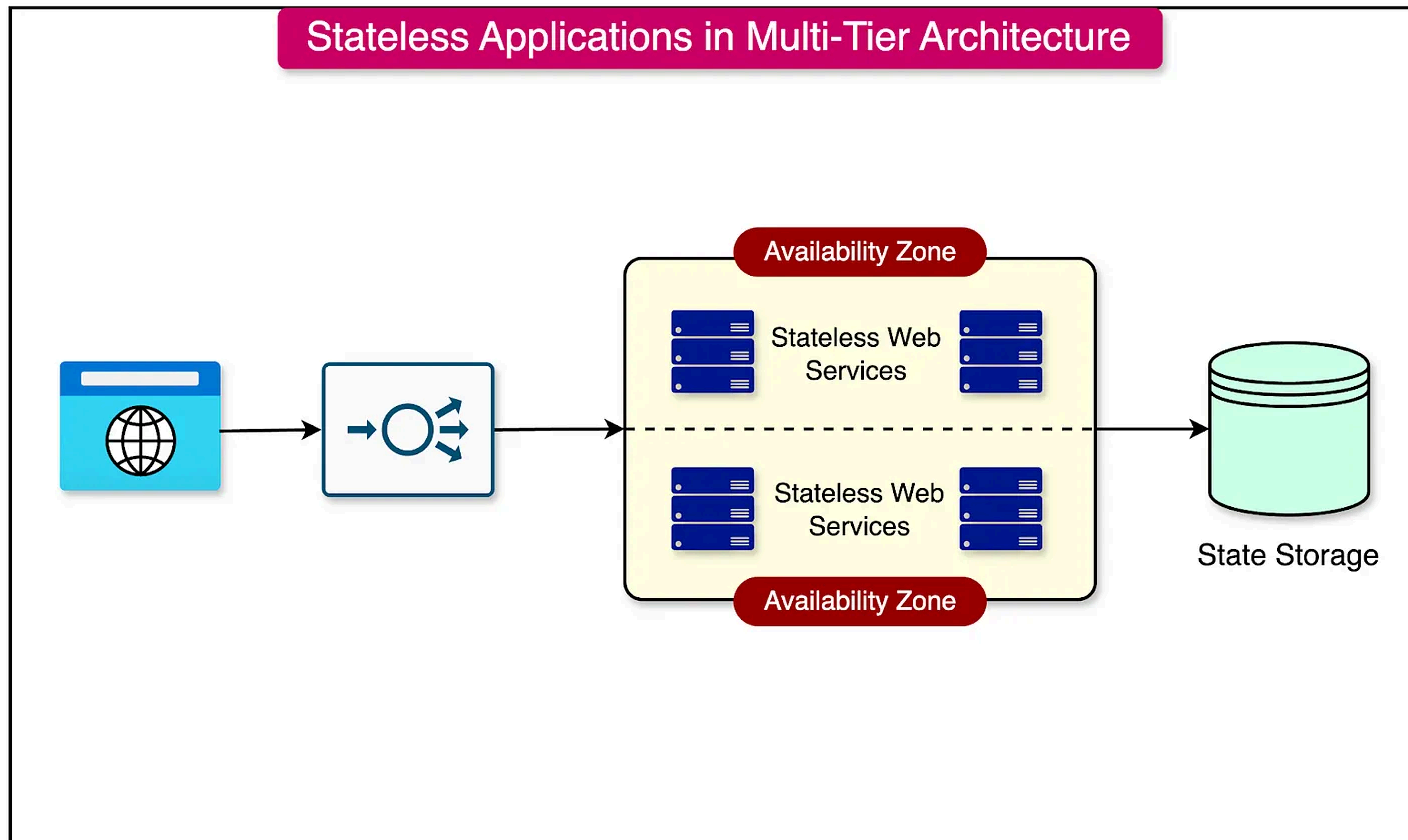 Stateless Applications in Multi-Tier Architecture
Availability Zone
Stateless Web
Services
Stateless Web
Services
Availability Zone
State Storage